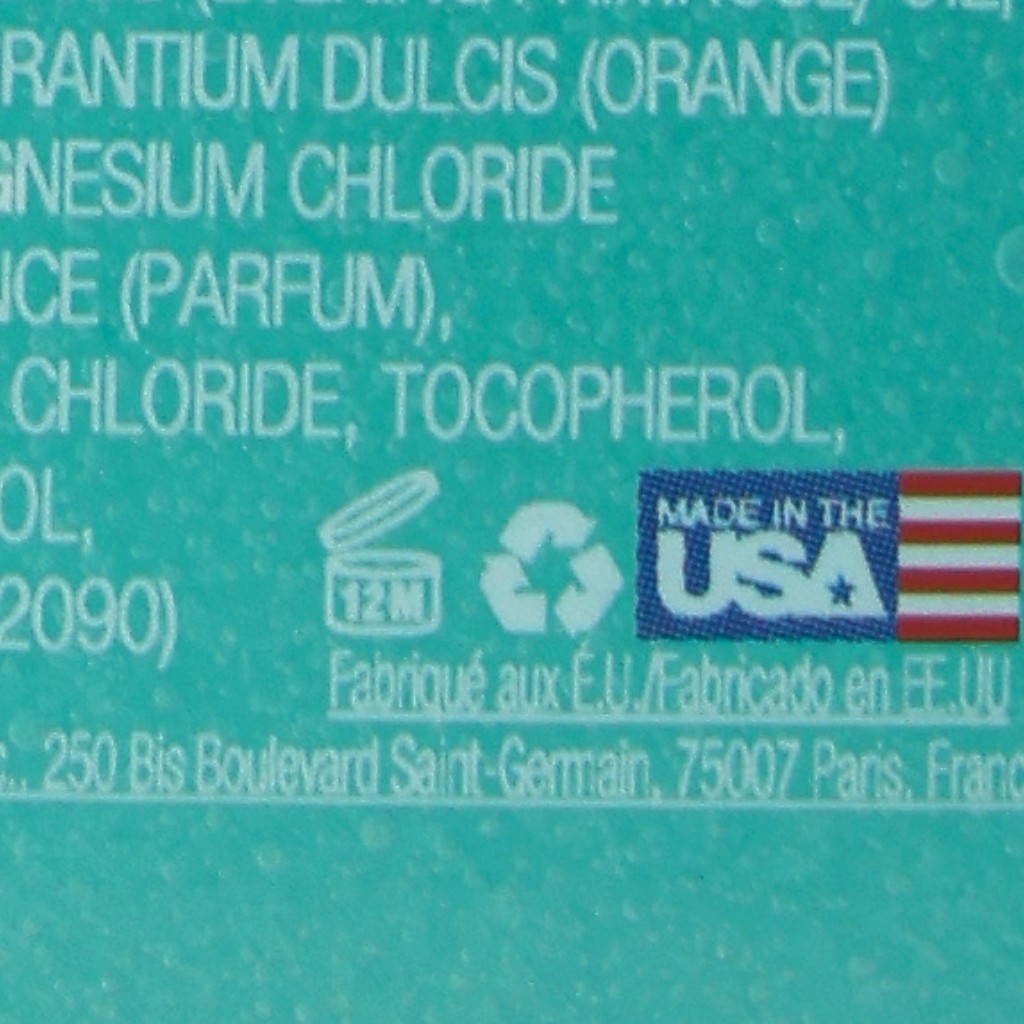 RANTIUM DULCIS (ORANGE)
GNESIUM CHLORIDE
NCE (PARFUM),
CHLORIDE, TOCOPHEROL,
OL,
2090)
12M
MADE IN THE
USA
Fabriqué aux É.U./Fabricado en EE.UU
250 Bis Boulevard Saint-Germain, 75007 Paris, Franc